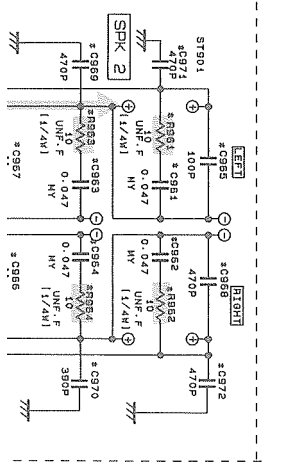 ST901
LEFT
RIGHT
*C965
100P
*C968
470P
*C972
470P
*C971
470P
*R961
10
UNF.F
(1/4W)
*C961
0.047
MY
*C962
0.047
MY
*R962
10
UNF.F
(1/4W)
SPK 2
*C969
470P
*R963
10
UNF.F
(1/4W)
*C963
0.047
MY
*C964
0.047
MY
*R964
10
UNF.F
(1/4W)
*C970
390P
*C967
*C966